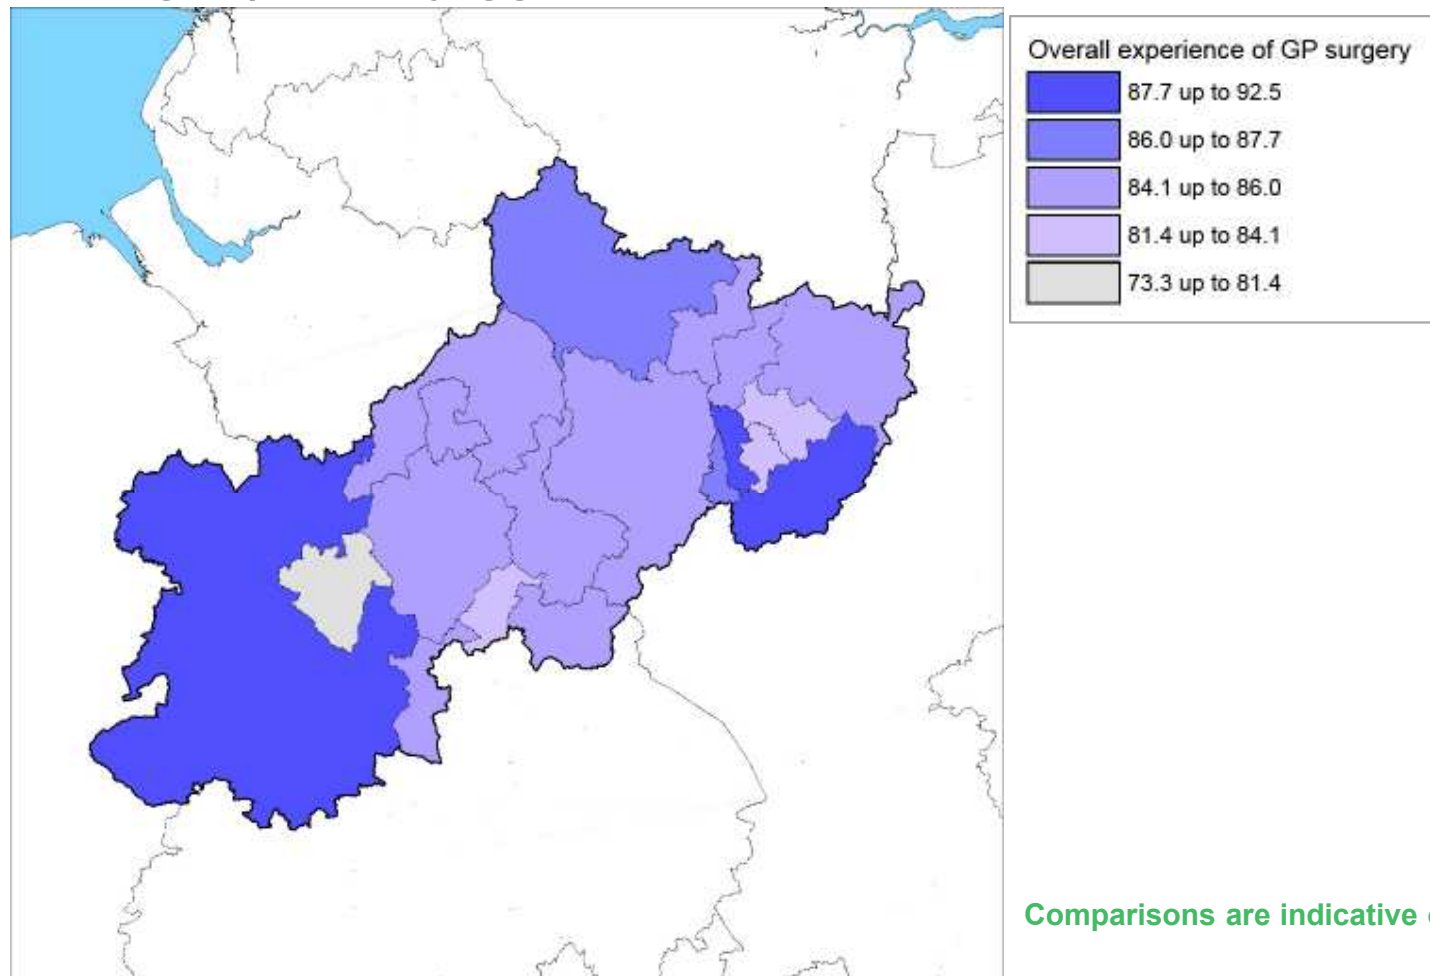 Overall experience of GP surgery
87.7 up to 92.5
86.0 up to 87.7
84.1 up to 86.0
81.4 up to 84.1
73.3 up to 81.4
Comparisons are indicative